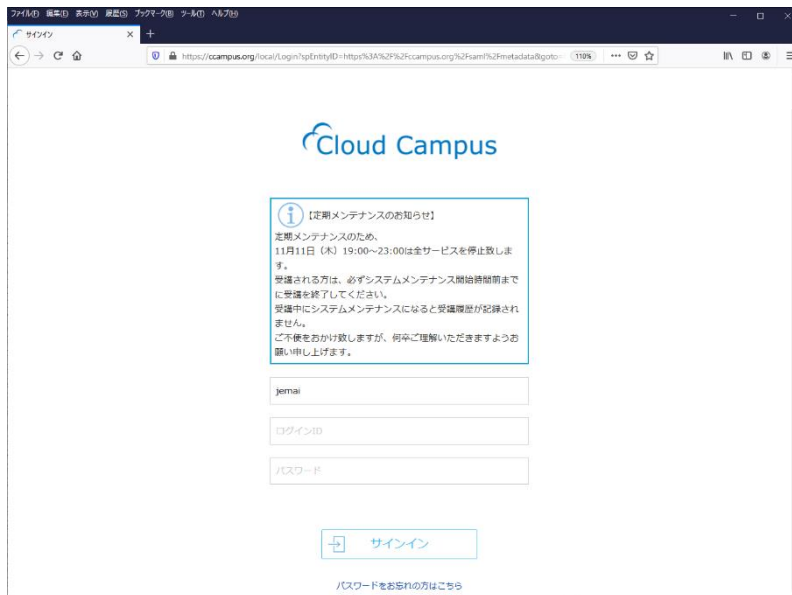 ファイル(F) 編集(E) 表示(V) 履歴(S) ブックマーク(B) ツール(T) ヘルプ(H)
サインイン
https://ccampus.org/local/Login?spEntityID=https%3A%2F%2Fccampus.org%2Fsaml%2Fmetadata&goto= 110%
Cloud Campus
【定期メンテナンスのお知らせ】
定期メンテナンスのため、
11月11日（木）19:00～23:00は全サービスを停止致しま
す。
受講される方は、必ずシステムメンテナンス開始時間前まで
に受講を終了してください。
受講中にシステムメンテナンスになると受講履歴が記録され
ません。
ご不便をおかけ致しますが、何卒ご理解いただきますようお
願い申し上げます。
jemai
ログインID
パスワード
サインイン
パスワードをお忘れの方はこちら